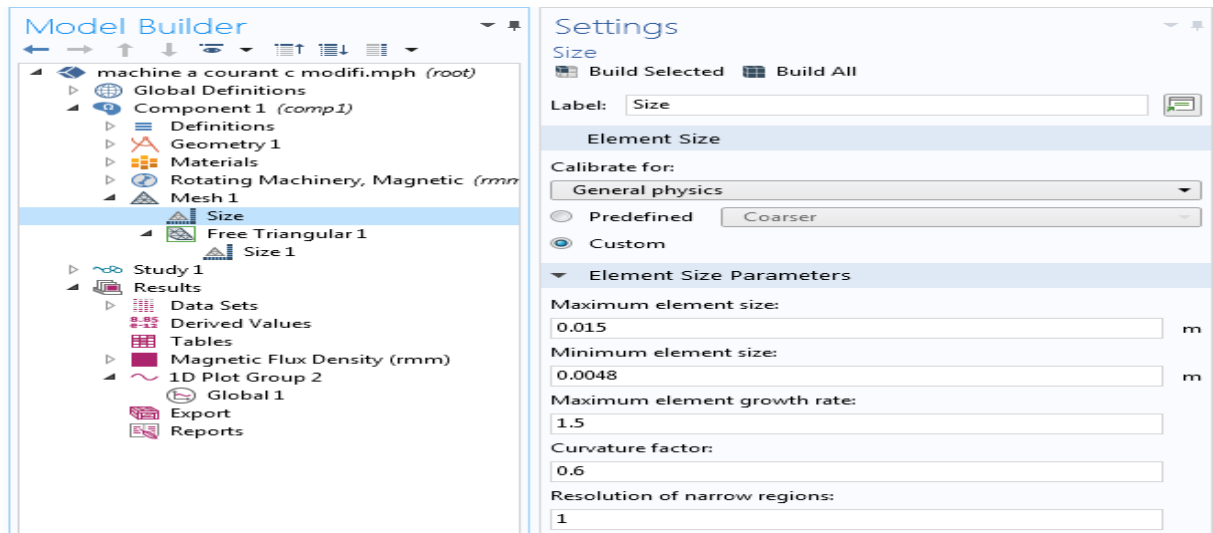 Model Builder
machine a courant c modifi.mph (root)
Global Definitions
Component 1 (comp1)
Definitions
Geometry 1
Materials
Rotating Machinery, Magnetic (rmm
Mesh 1
Size
Free Triangular 1
Size 1
Study 1
Results
Data Sets
8.85
e-12
Derived Values
Tables
Magnetic Flux Density (rmm)
1D Plot Group 2
Global 1
Export
Reports
Settings
Size
Build Selected Build All
Label: Size
Element Size
Calibrate for:
General physics
Predefined Coarser
Custom
Element Size Parameters
Maximum element size:
0.015 m
Minimum element size:
0.0048 m
Maximum element growth rate:
1.5
Curvature factor:
0.6
Resolution of narrow regions:
1